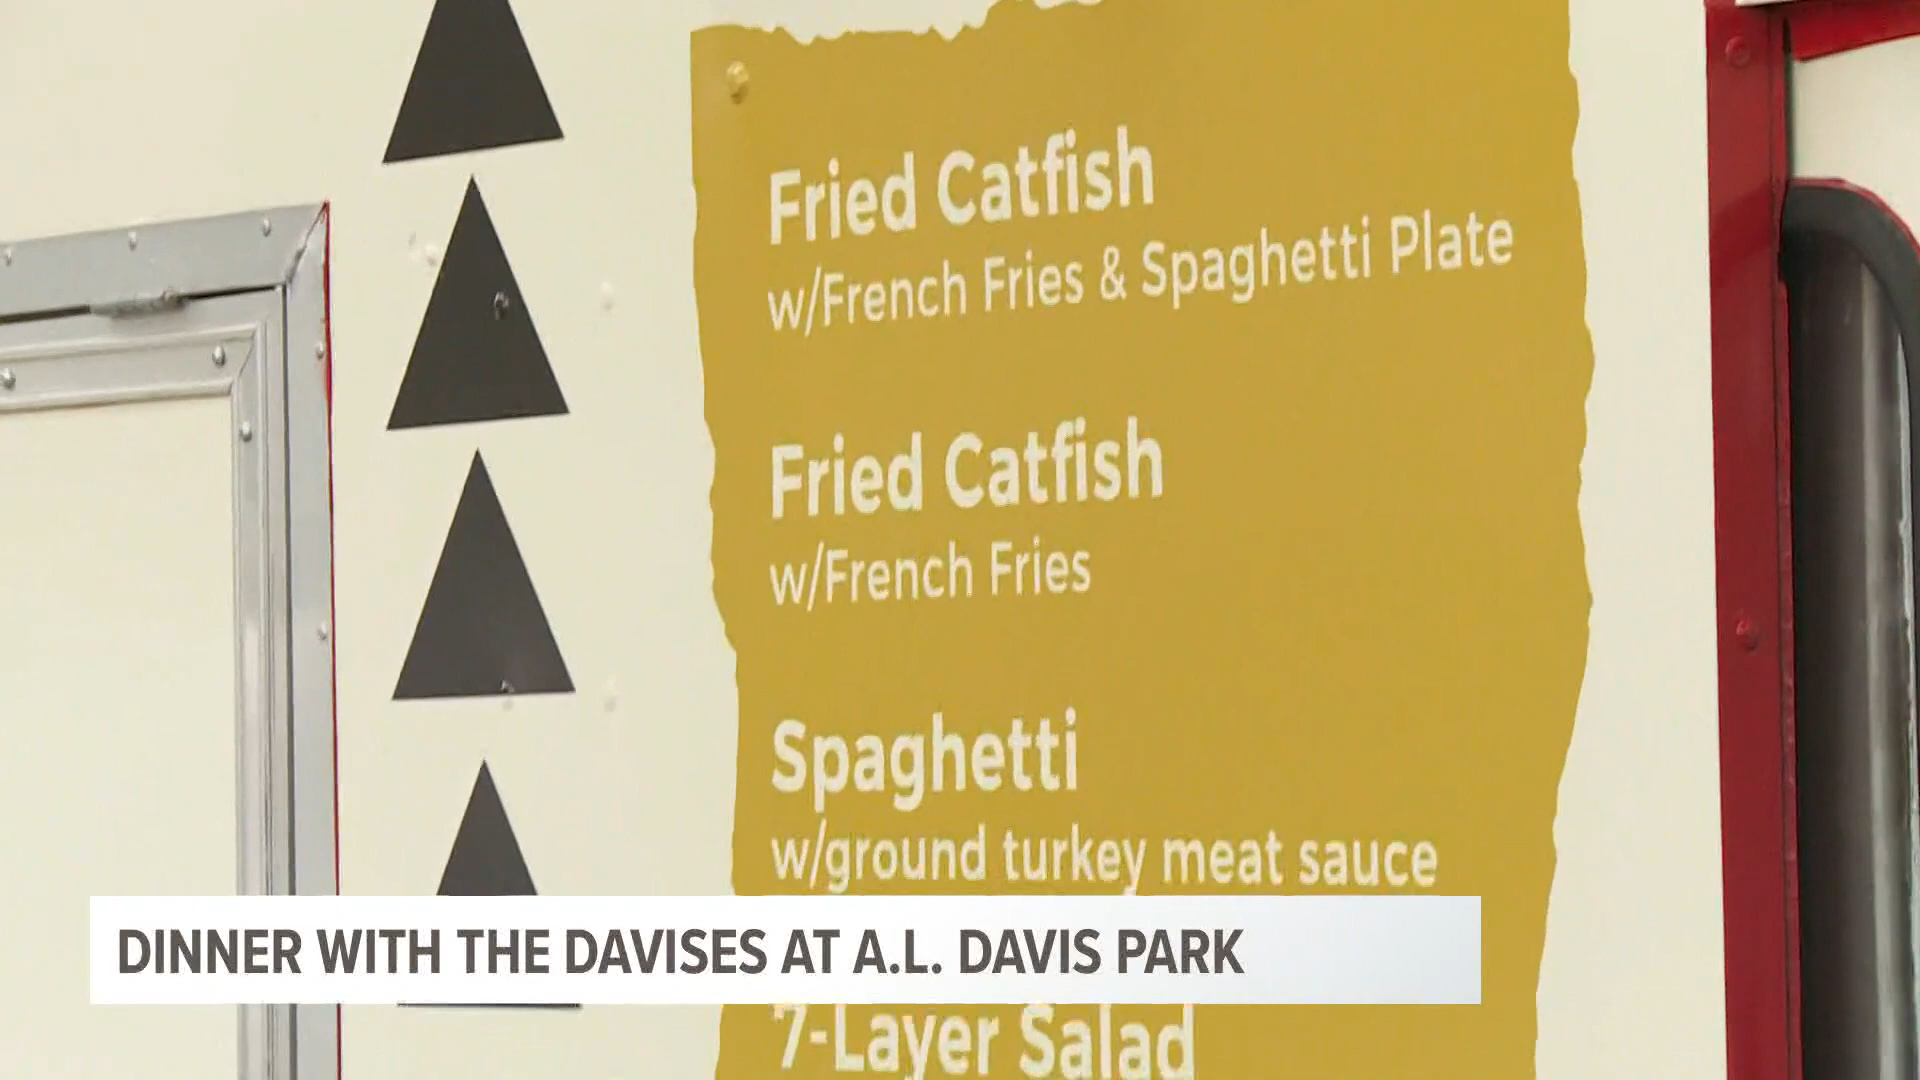 Fried Catfish
w/French Fries & Spaghetti Plate
Fried Catfish
w/French Fries
Spaghetti
w/ground turkey meat sauce
DINNER WITH THE DAVISES AT A.L. DAVIS PARK
7-Layer Salad